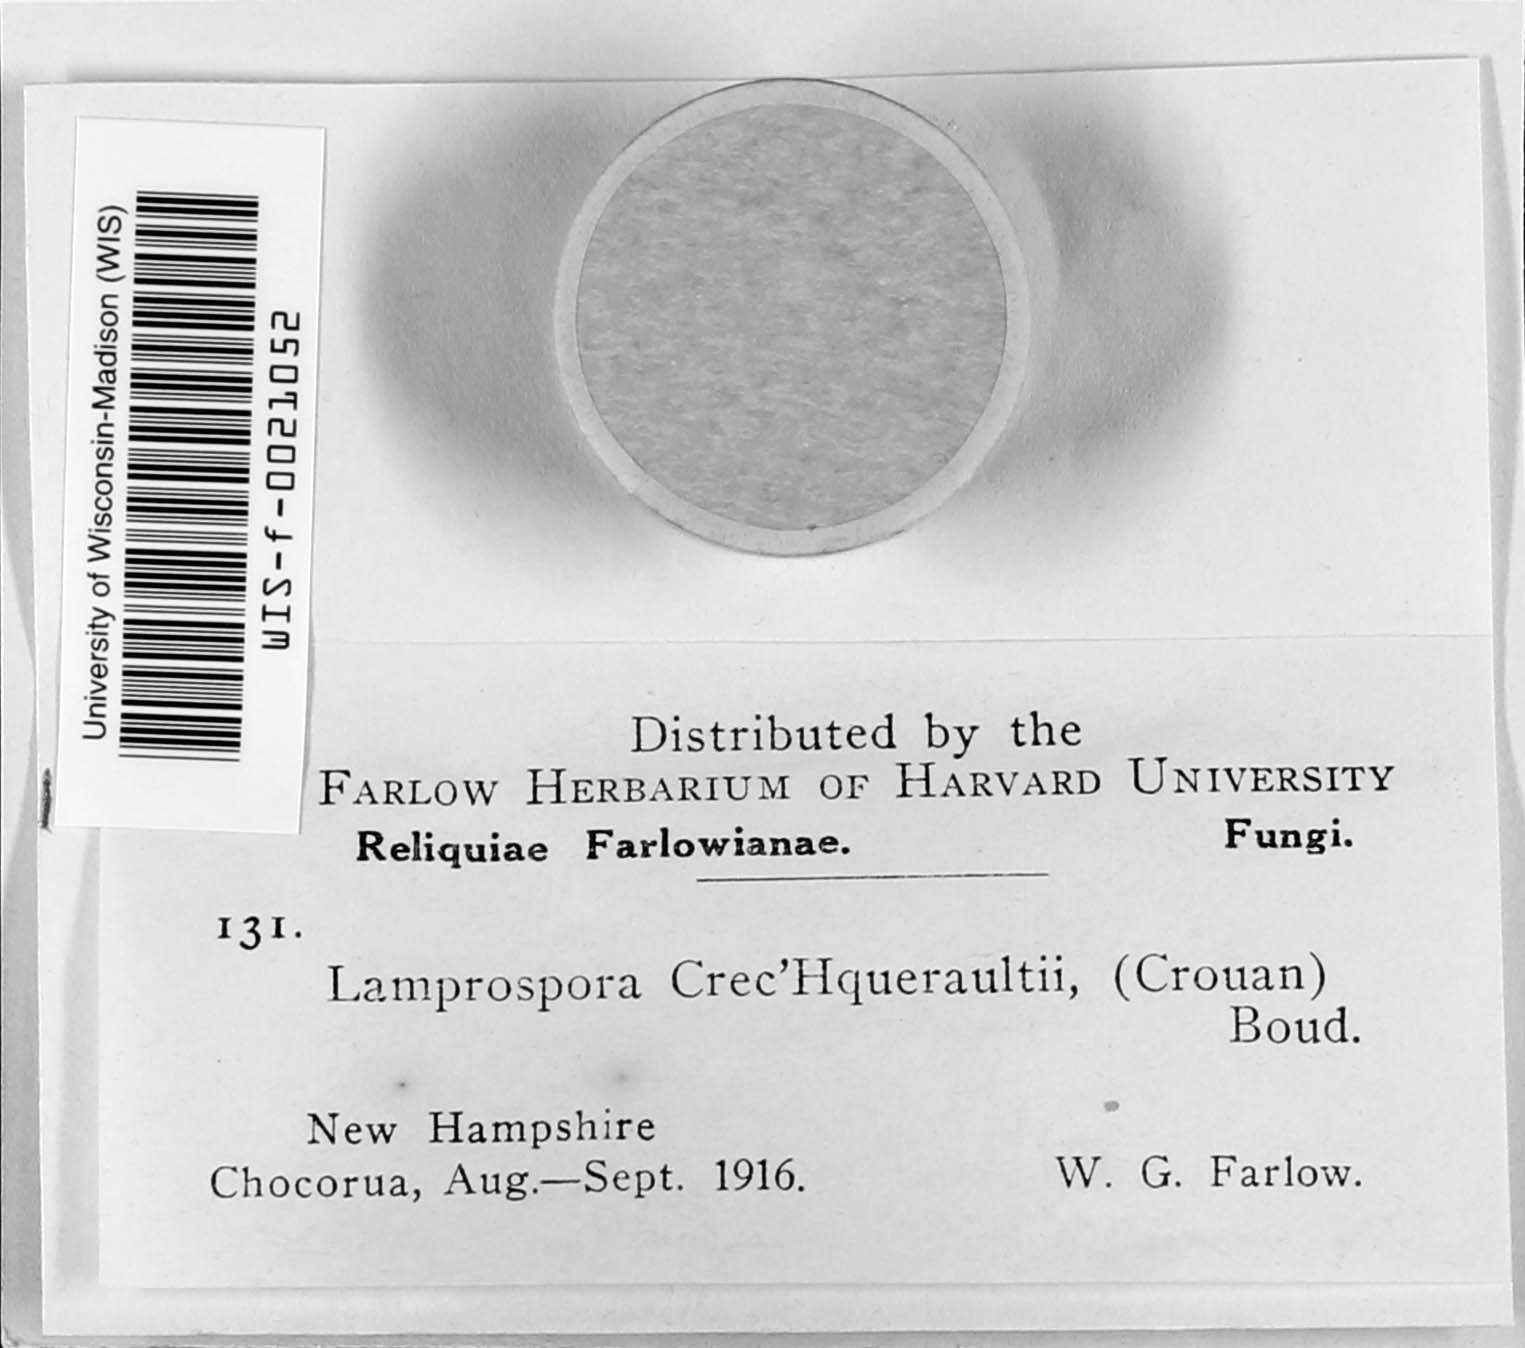 University of Wisconsin-Madison (WIS)
WIS-f-0021052
Distributed by the
FARLOW HERBARIUM OF HARVARD UNIVERSITY
Reliquiae Farlowianae. Fungi.
131.
Lamprospora Crec'Hqueraultii, (Crouan)
Boud.
New Hampshire
Chocorua, Aug.—Sept. 1916. W. G. Farlow.